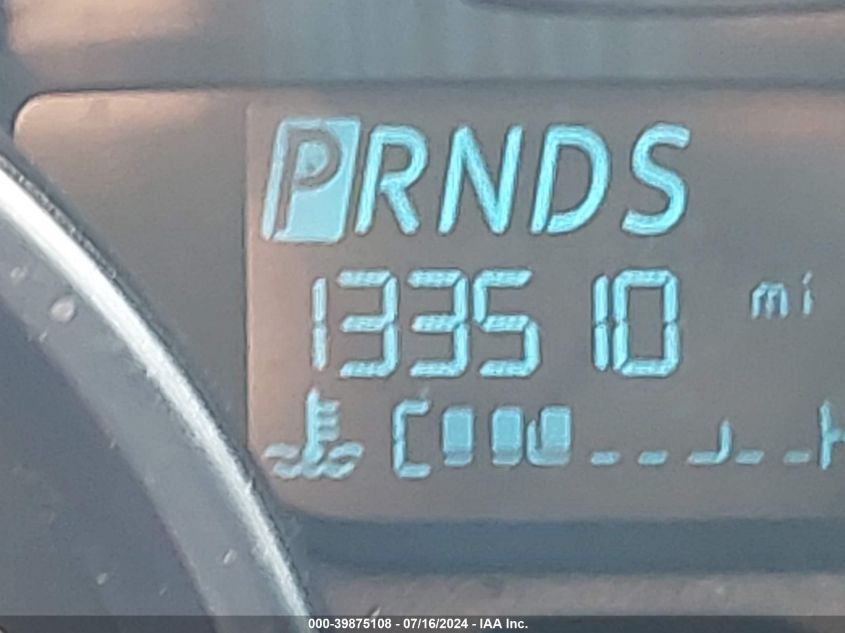 PRNDS
133510 mi
C H
000-39875108 - 07/16/2024 - IAA Inc.